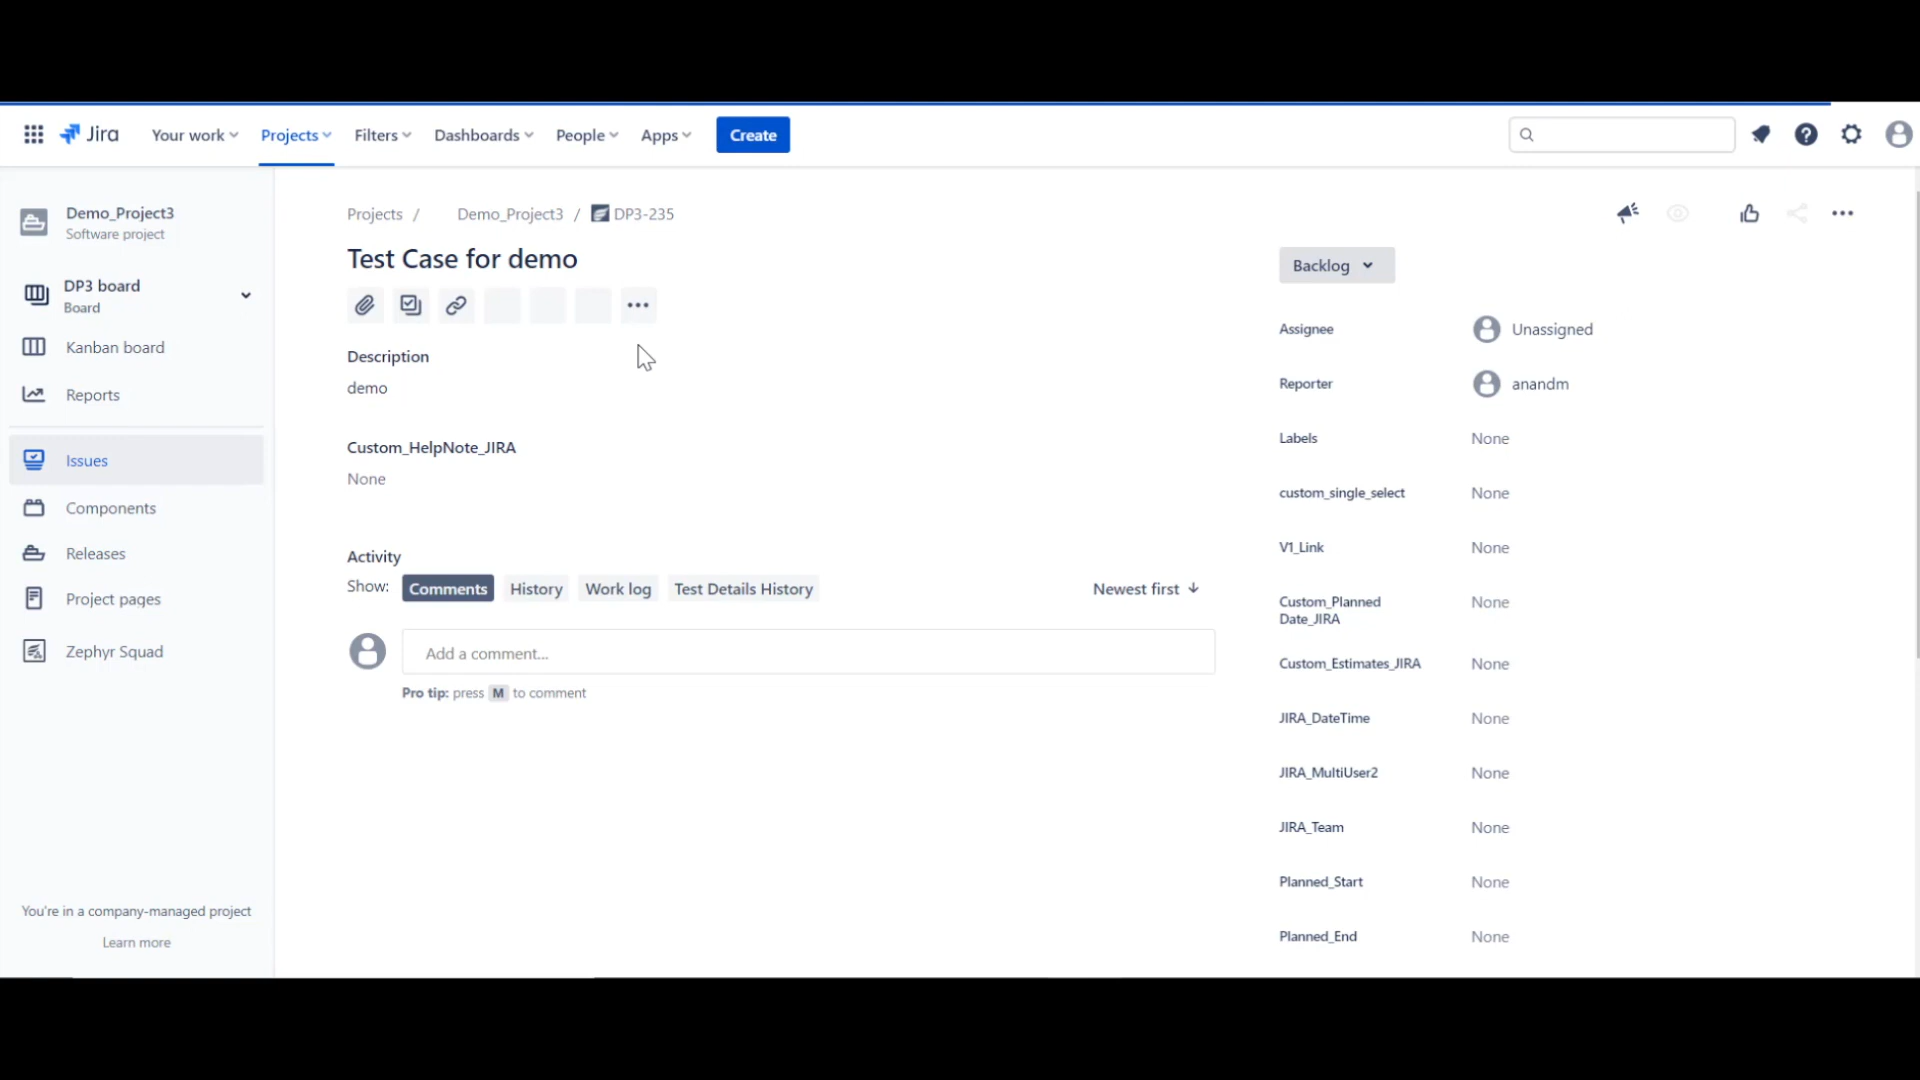 Jira
Your work
Projects
Filters
Dashboards
People
Apps
Create
Demo_Project3
Software project
DP3 board
Board
Kanban board
Reports
Issues
Components
Releases
Project pages
Zephyr Squad
You're in a company-managed project
Learn more
Projects / Demo_Project3 / DP3-235
Test Case for demo
Description
demo
Custom_HelpNote_JIRA
None
Activity
Show: Comments History Work log Test Details History Newest first
Add a comment...
Pro tip: press M to comment
Backlog
Assignee Unassigned
Reporter anandm
Labels None
custom_single_select None
V1_Link None
Custom_Planned None
Date_JIRA
Custom_Estimates_JIRA None
JIRA_DateTime None
JIRA_MultiUser2 None
JIRA_Team None
Planned_Start None
Planned_End None